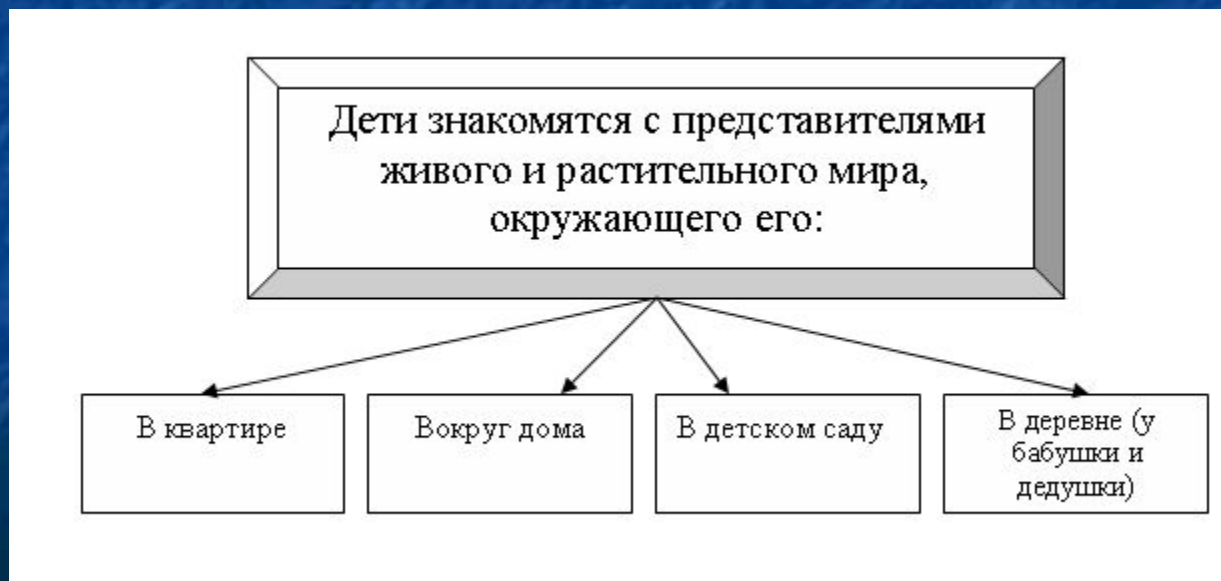 Дети знакомятся с представителями
живого и растительного мира,
окружающего его:
В квартире
Вокруг дома
В детском саду
В деревне (у
бабушки и
дедушки)